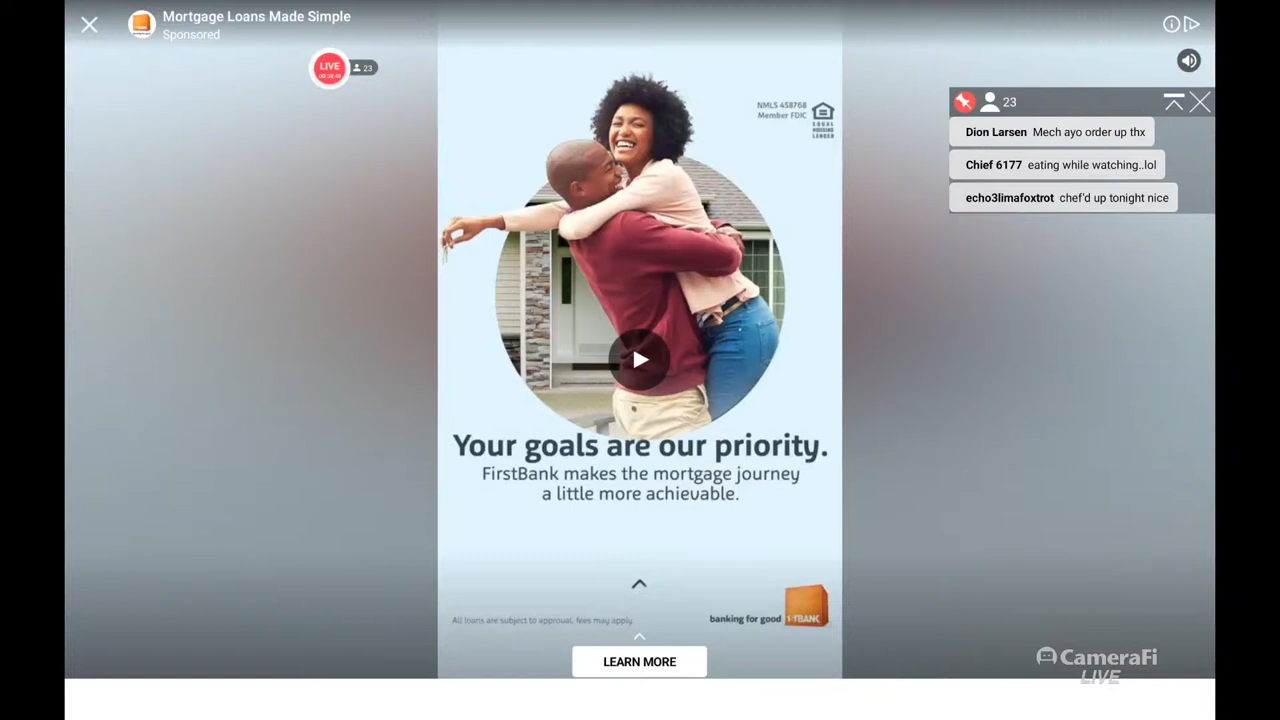 Mortgage Loans Made Simple
Sponsored
LIVE
23
NMLS 458768
Member FDIC
EQUAL
HOUSING
LENDER
23
Dion Larsen Mech ayo order up thx
Chief 6177 eating while watching..lol
echo3limafoxtrot chef'd up tonight nice
Your goals are our priority.
FirstBank makes the mortgage journey
a little more achievable.
All loans are subject to approval, fees may apply.
banking for good
1STBANK
LEARN MORE
CameraFi
LIVE